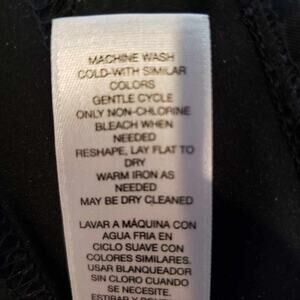 MACHINE WASH
COLD-WITH SIMILAR
COLORS
GENTLE CYCLE
ONLY NON-CHLORINE
BLEACH WHEN
NEEDED
RESHAPE, LAY FLAT TO
DRY
WARM IRON AS
NEEDED
MAY BE DRY CLEANED
LAVAR A MÁQUINA CON
AGUA FRIA EN
CICLO SUAVE CON
COLORES SIMILARES.
USAR BLANQUEADOR
SIN CLORO CUANDO
SE NECESITE.